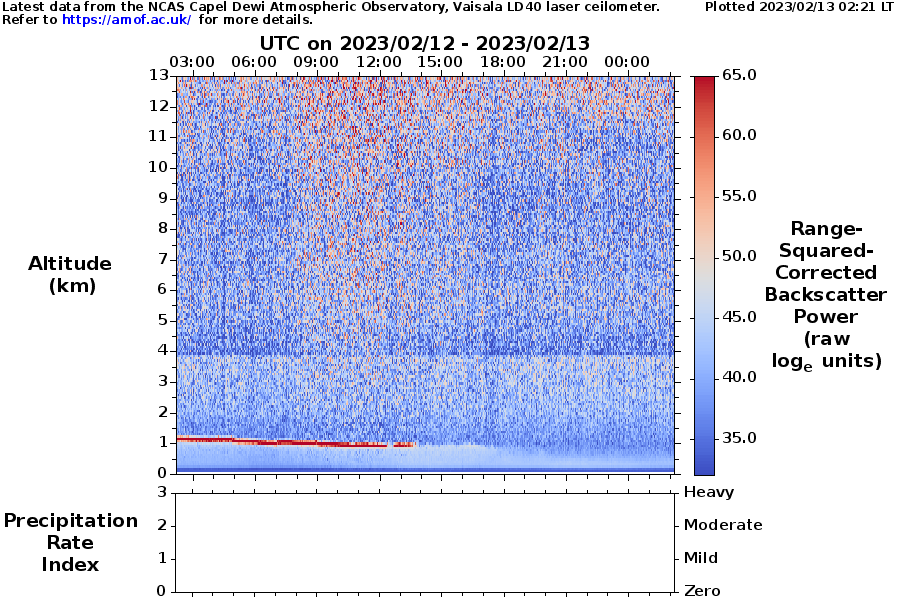 Latest data from the NCAS Capel Dewi Atmospheric Observatory, Vaisala LD40 laser ceilometer.
Plotted 2023/02/13 02:21 LT
Refer to https://amof.ac.uk/ for more details.
UTC on 2023/02/12 - 2023/02/13
03:00 06:00 09:00 12:00 15:00 18:00 21:00 00:00
13
12
11
10
9
8
7
6
5
4
3
2
1
0
Altitude
(km)
65.0
60.0
55.0
50.0
45.0
40.0
35.0
Range-
Squared-
Corrected
Backscatter
Power
(raw
loge units)
3
2
1
0
Precipitation
Rate
Index
Heavy
Moderate
Mild
Zero